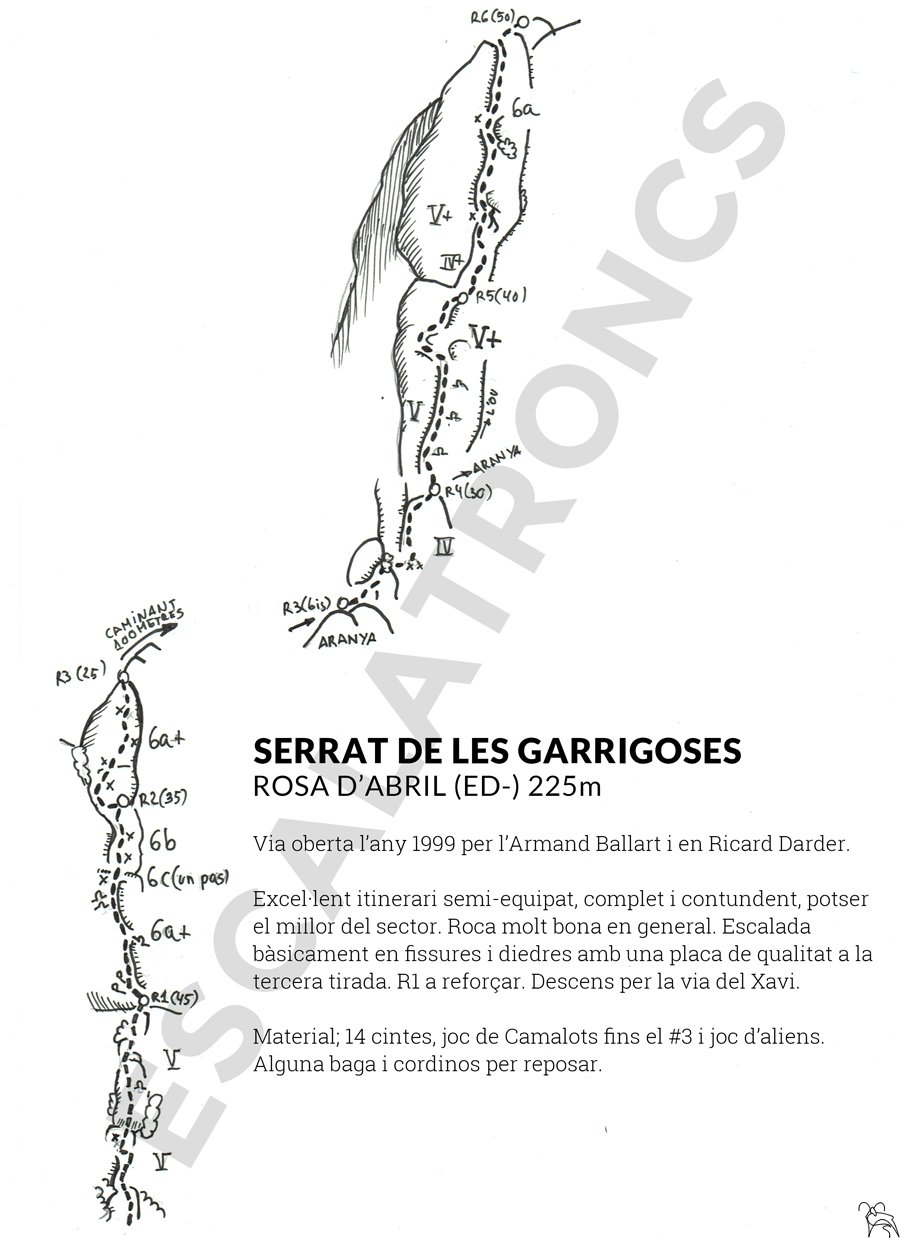 R6(50)
6a
V+
IV+
R5(40)
V+
V
L'OU
ARANYA
R4(30)
IV
R3(bis)
ARANYA
CAMINANT
100METRES
R3(25)
6a+
R2(35)
6b
6c(un pas)
6a+
R1(45)
V
V
SERRAT DE LES GARRIGOSES
ROSA D'ABRIL (ED-) 225m
Via oberta l'any 1999 per l'Armand Ballart i en Ricard Darder.
Excel·lent itinerari semi-equipat, complet i contundent, potser
el millor del sector. Roca molt bona en general. Escalada
bàsicament en fissures i diedres amb una placa de qualitat a la
tercera tirada. R1 a reforçar. Descens per la via del Xavi.
Material; 14 cintes, joc de Camalots fins el #3 i joc d'aliens.
Alguna baga i cordinos per reposar.
ESCALATRONCS